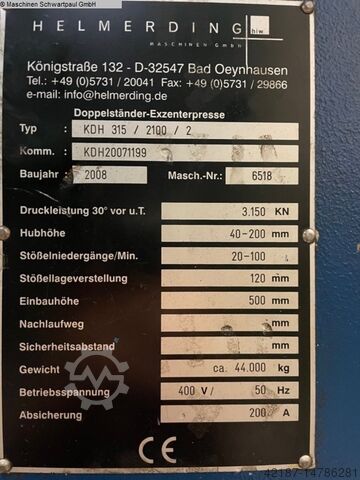 © Maschinen Schwartpaul GmbH
HELMERDING
hiw
MASCHINEN GmbH
Königstraße 132 - D-32547 Bad Oeynhausen
Tel.: +49 (0)5731 / 20041 Fax: +49 (0)5731 / 29866
e-mail: info@helmerding.de
Doppelständer-Exzenterpresse
Typ KDH 315 / 2100 / 2
Komm. KDH20071199
Baujahr 2008 Masch.-Nr.: 6518
Druckleistung 30° vor u.T. 3.150 KN
Hubhöhe 40-200 mm
Stößelniedergänge/Min. 20-100
Stößellageverstellung 120 mm
Einbauhöhe 500 mm
Nachlaufweg mm
Sicherheitsabstand mm
Gewicht ca. 44.000 kg
Betriebsspannung 400 V / 50 Hz
Absicherung 200 A
CE
42187-14786281